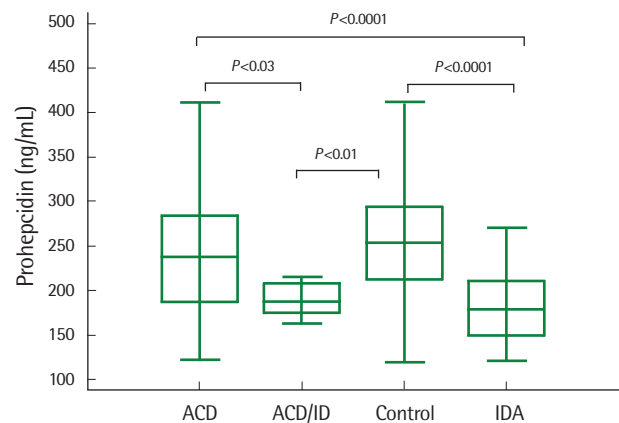 Prohepcidin (ng/mL)
500
450
400
350
300
250
200
150
100
P<0.0001
P<0.03
P<0.0001
P<0.01
ACD
ACD/ID
Control
IDA